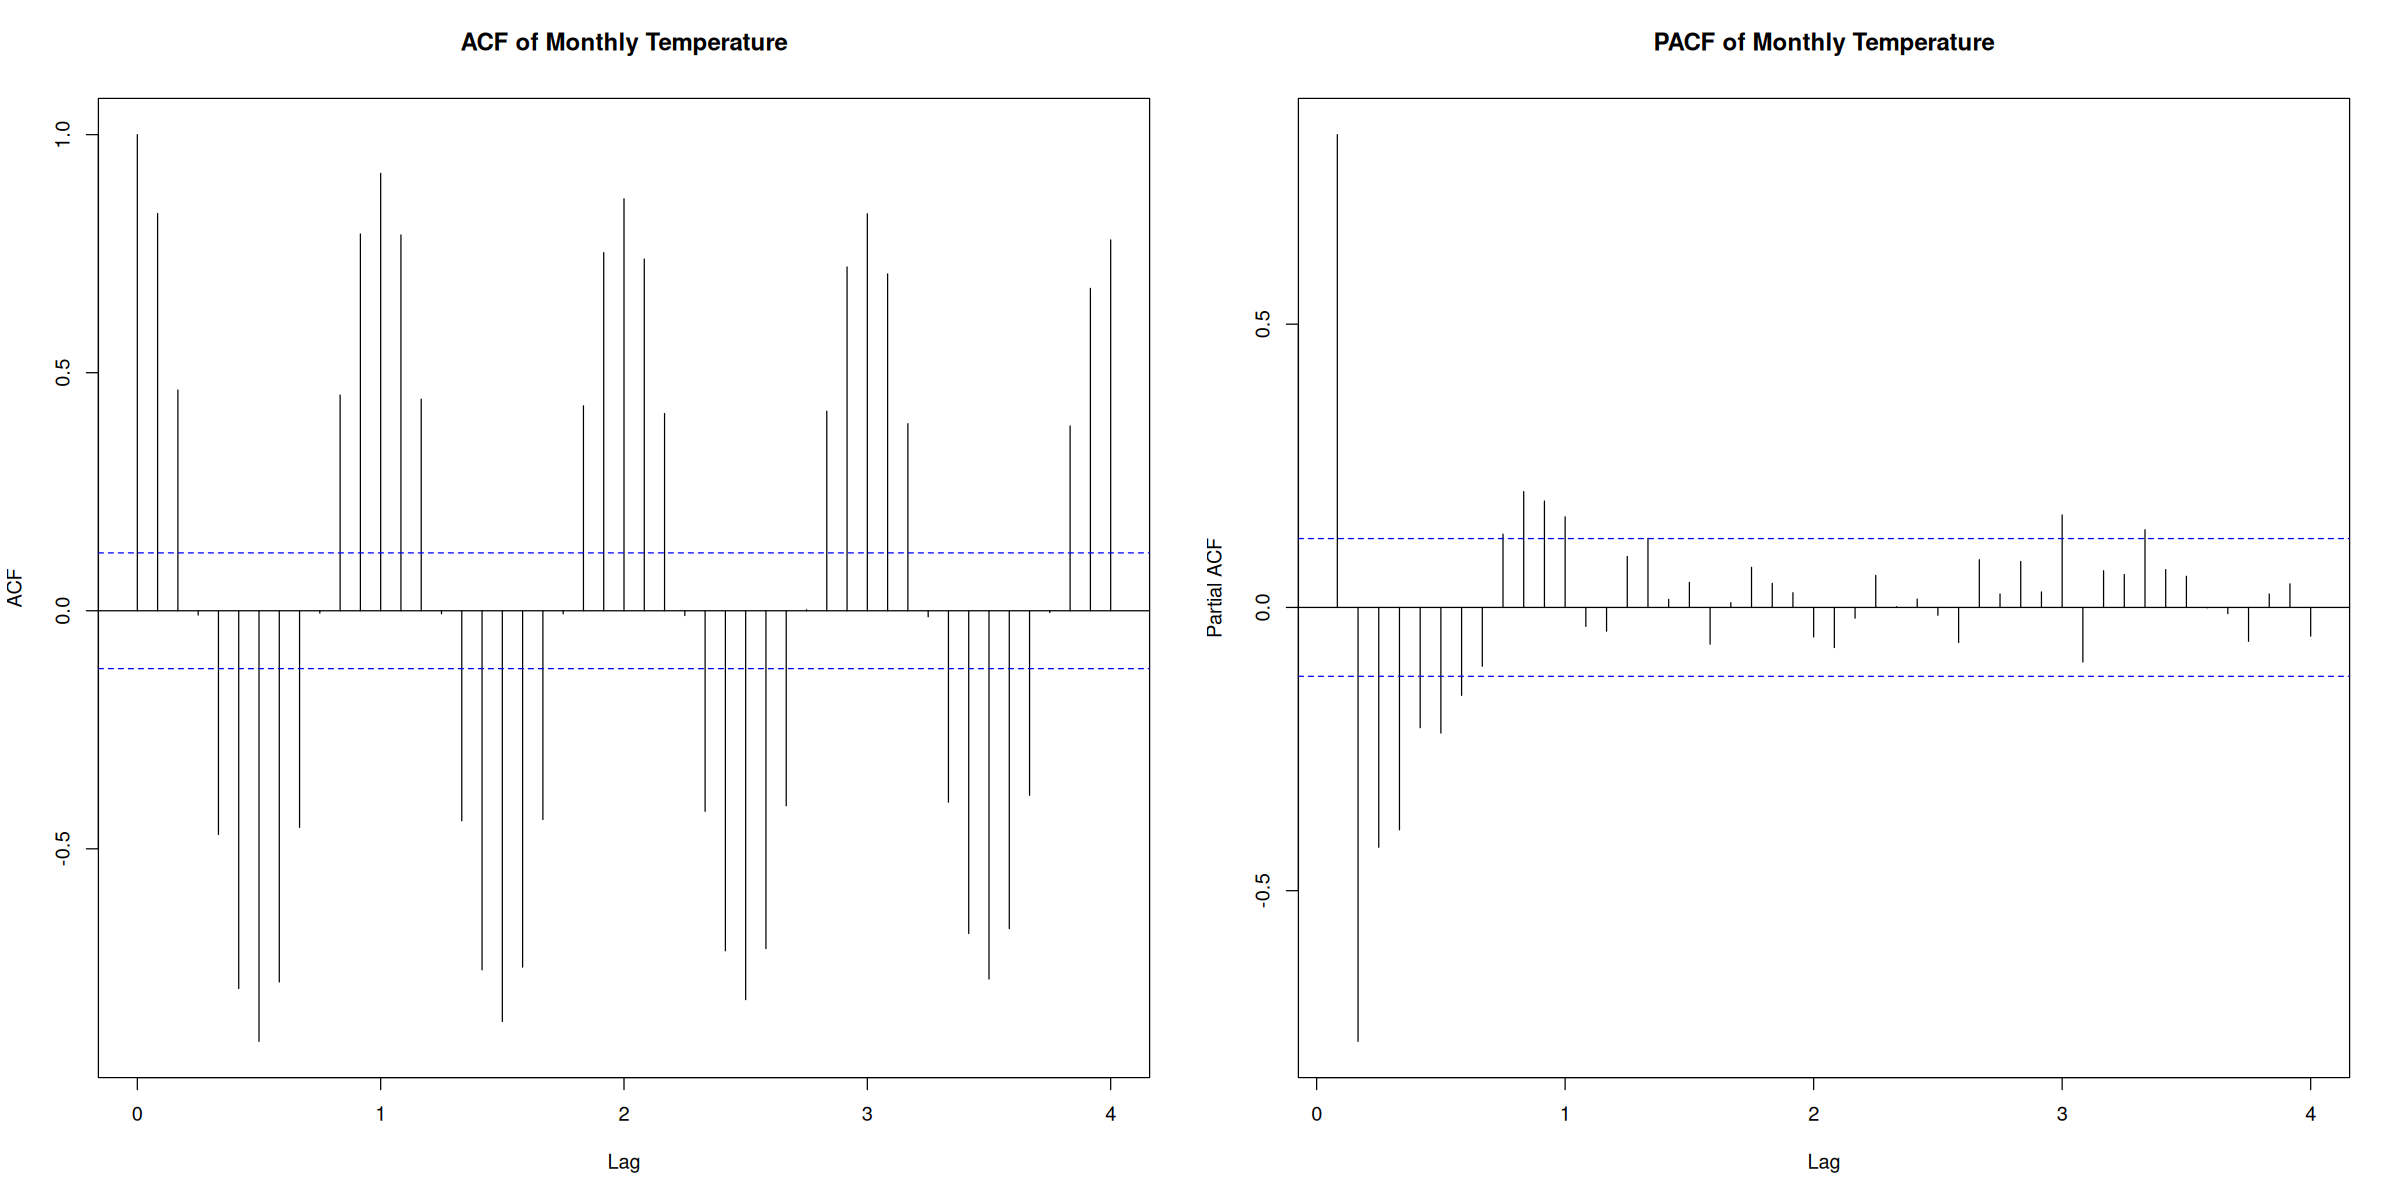 ACF of Monthly Temperature
ACF
1.0
0.5
0.0
-0.5
0 1 2 3 4
Lag
PACF of Monthly Temperature
Partial ACF
0.5
0.0
-0.5
0 1 2 3 4
Lag